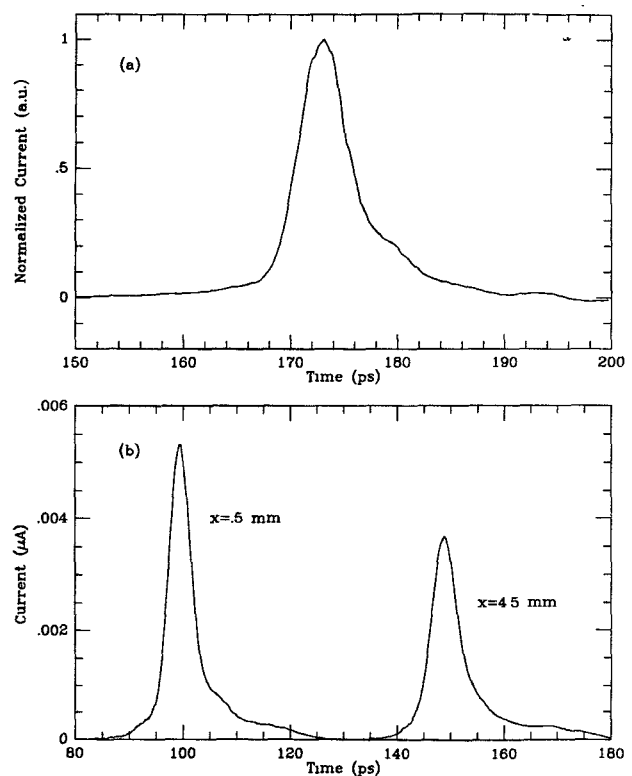 (a)
Normalized Current (a.u.)
1
.5
0
150 160 170 180 190 200
Time (ps)
(b)
Current (μA)
.006
.004
.002
0
x=.5 mm
x=4 5 mm
80 100 120 140 160 180
Time (ps)